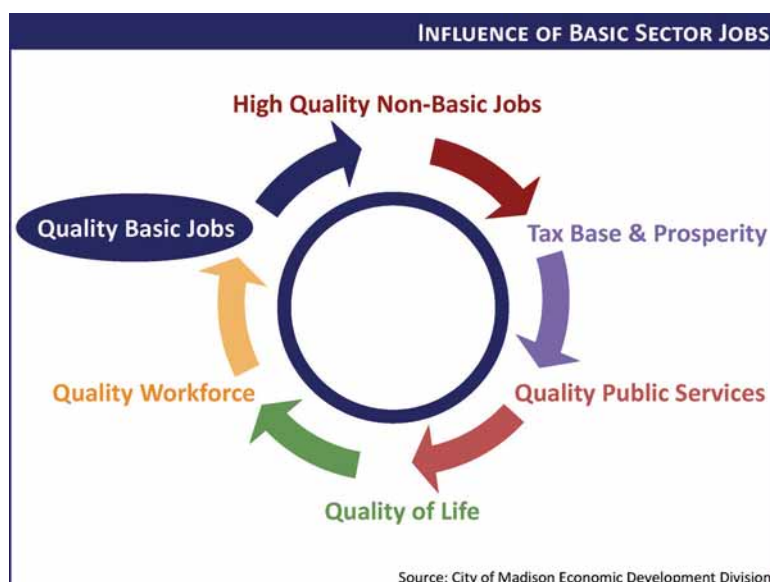 INFLUENCE OF BASIC SECTOR JOBS
High Quality Non-Basic Jobs
Quality Basic Jobs
Tax Base & Prosperity
Quality Workforce
Quality Public Services
Quality of Life
Source: City of Madison Economic Development Division